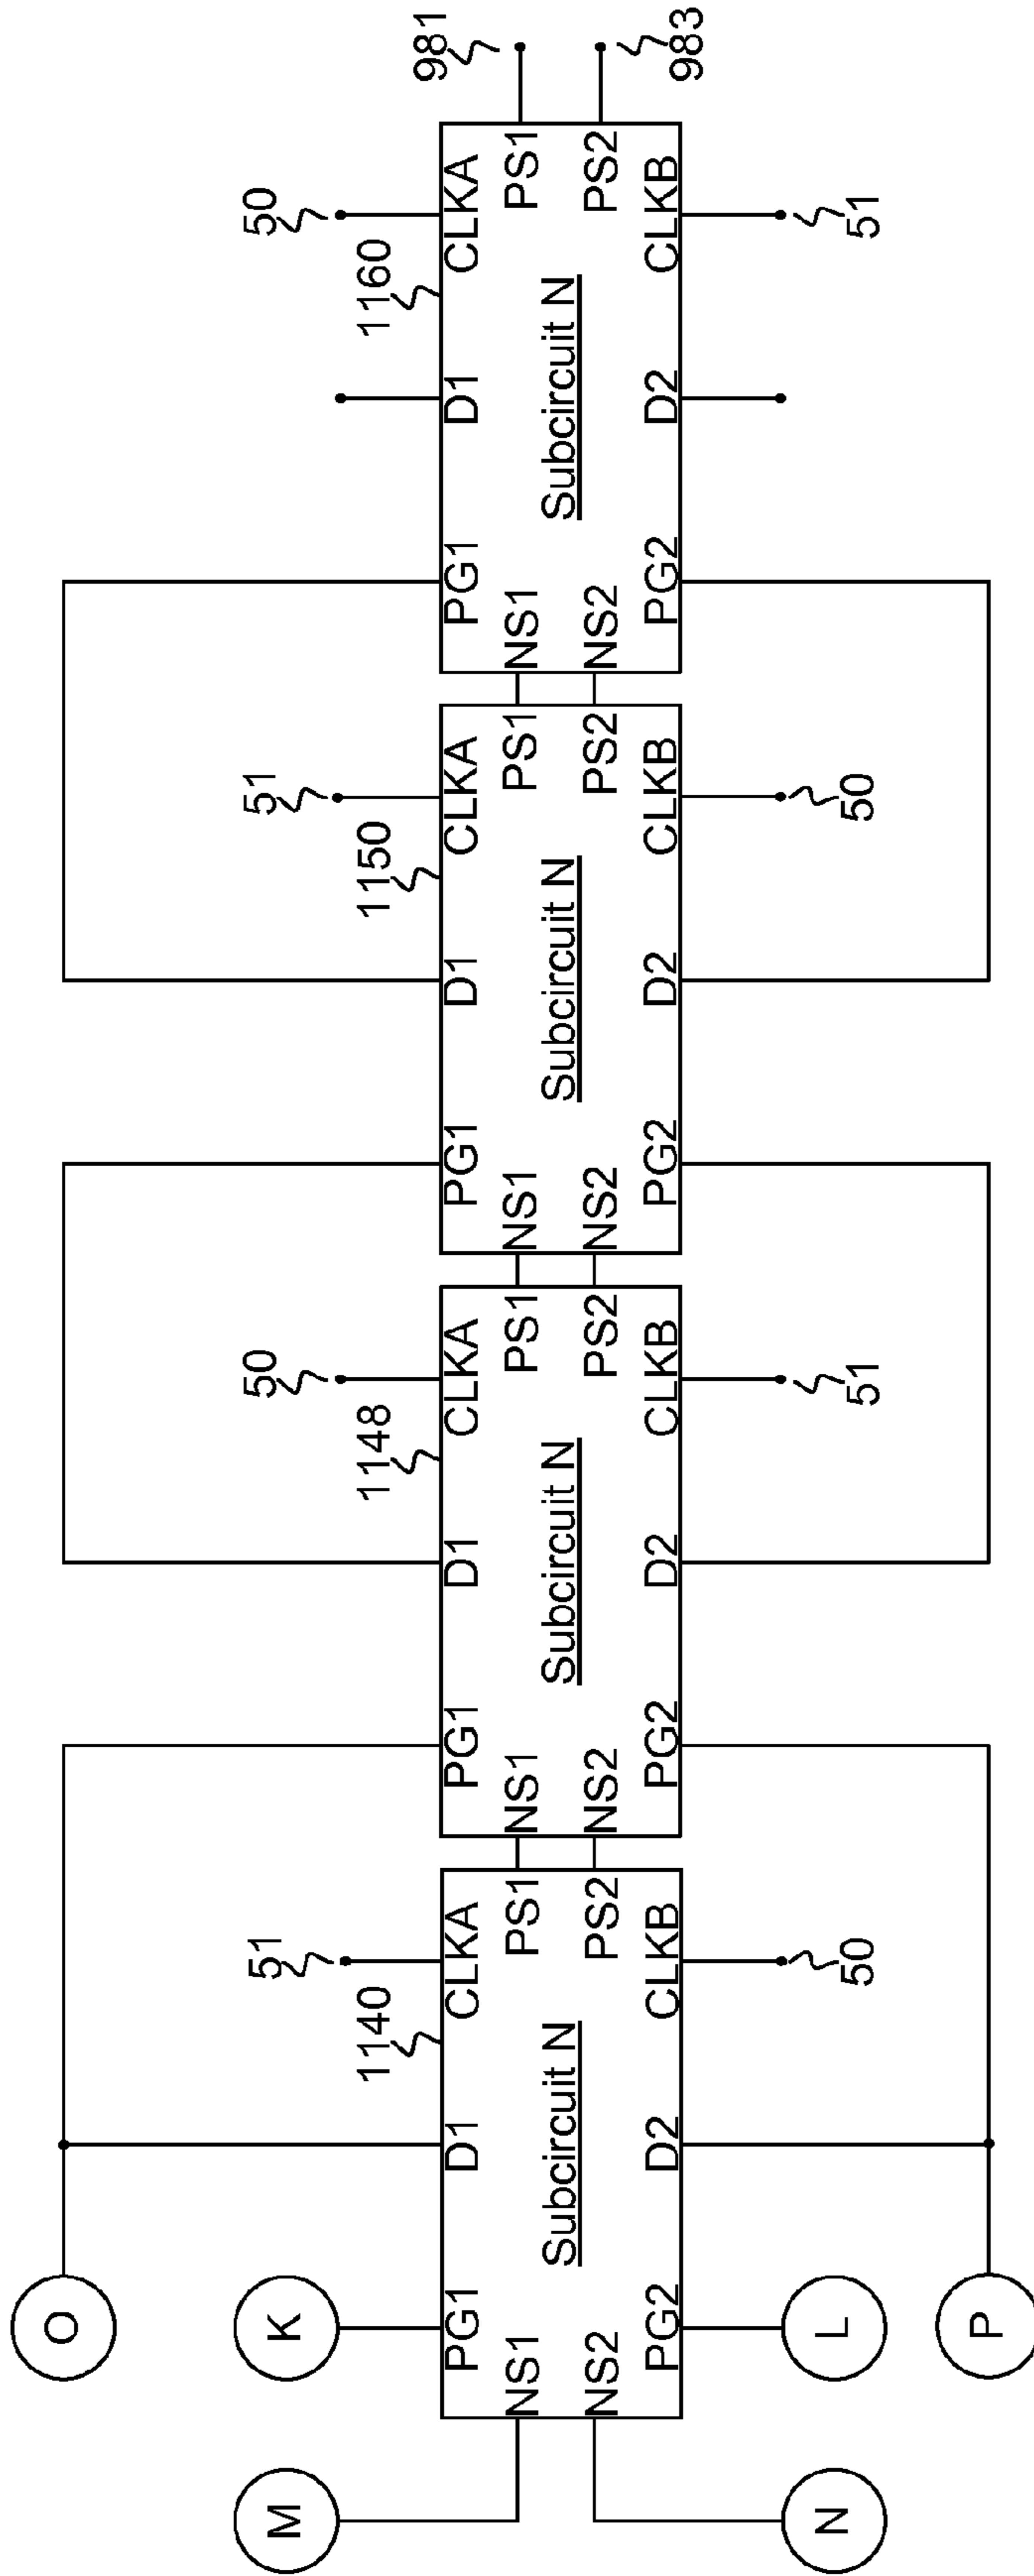 O
K
M
L
N
P
51
1140
PG1
D1
CLKA
NS1
PS1
Subcircuit N
NS2
PS2
PG2
D2
CLKB
50
50
1148
PG1
D1
CLKA
NS1
PS1
Subcircuit N
NS2
PS2
PG2
D2
CLKB
51
51
1150
PG1
D1
CLKA
NS1
PS1
Subcircuit N
NS2
PS2
PG2
D2
CLKB
50
50
1160
PG1
D1
CLKA
NS1
PS1
Subcircuit N
NS2
PS2
PG2
D2
CLKB
51
981
983